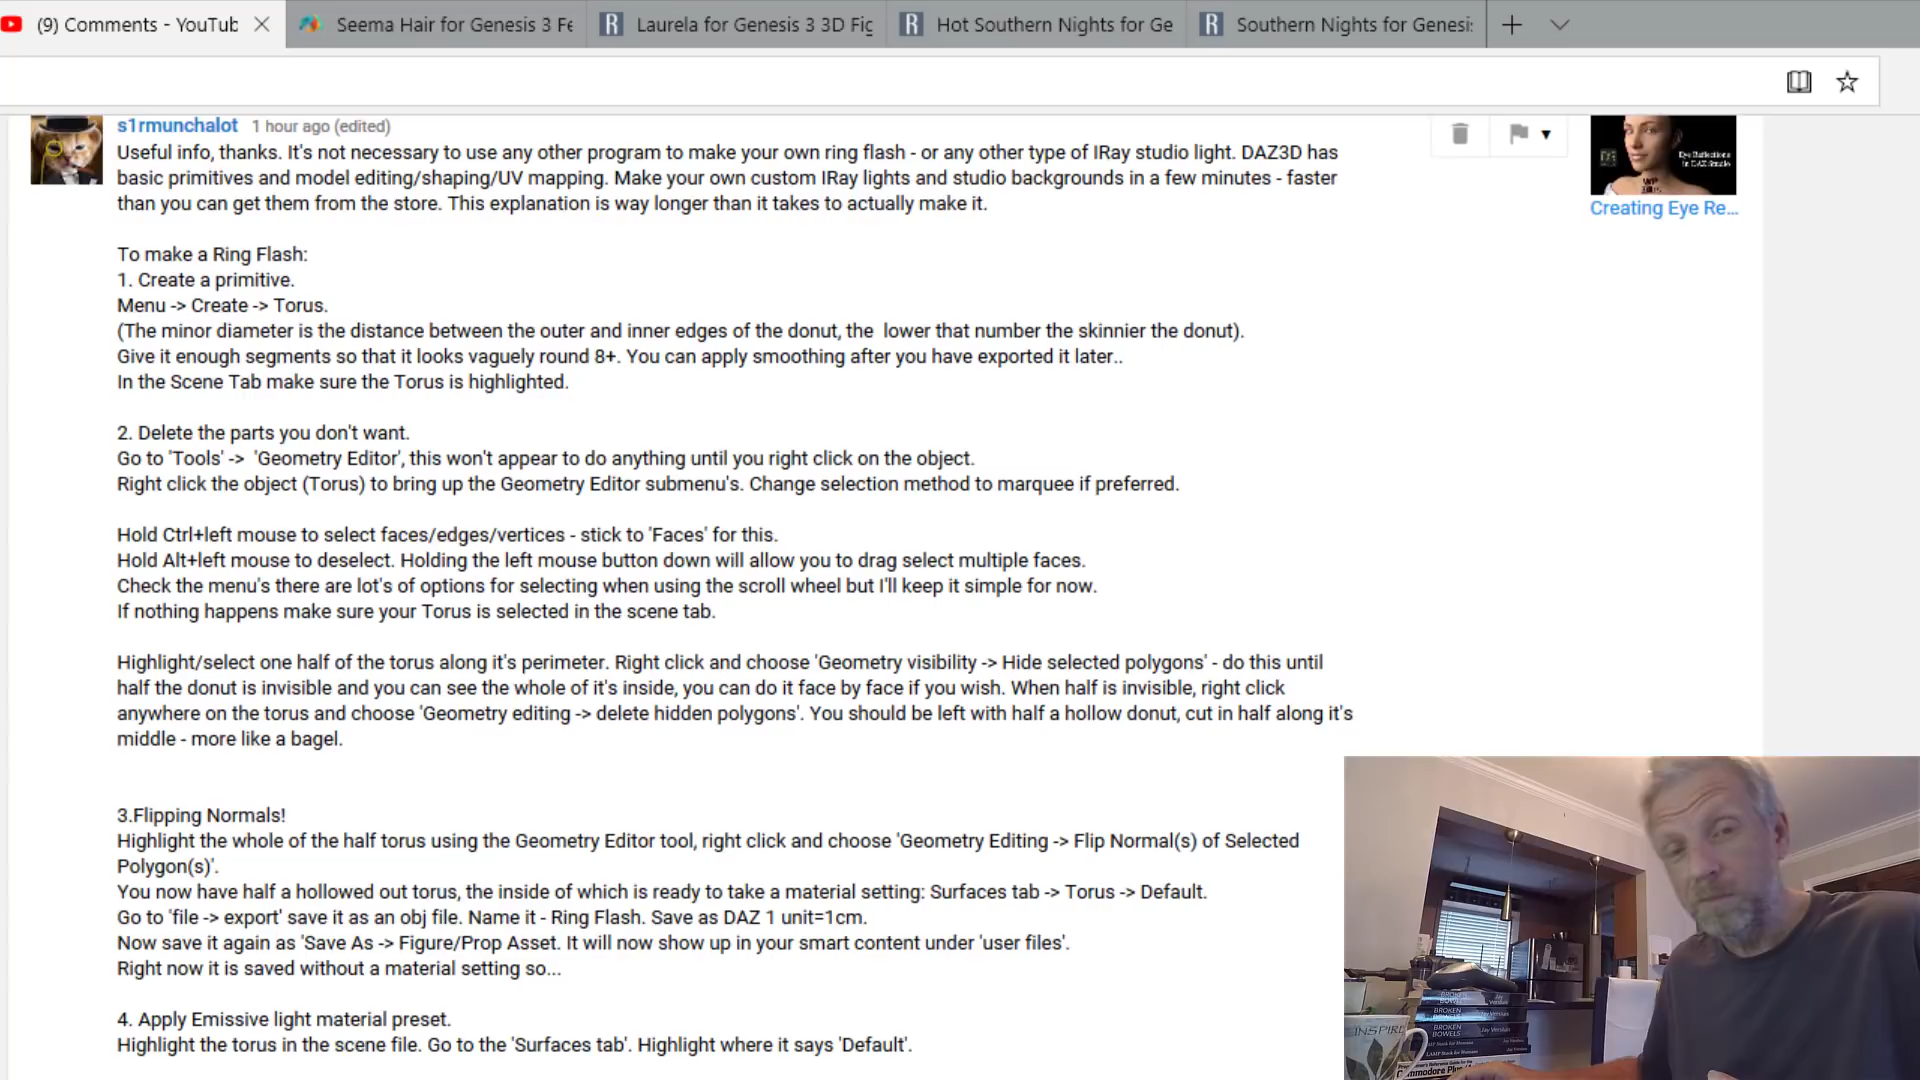 (9) Comments - YouTub
Seema Hair for Genesis 3 Fe
Laurela for Genesis 3 3D Fig
Hot Southern Nights for Ge
Southern Nights for Genesis
s1rmunchalot 1 hour ago (edited)
Useful info, thanks. It's not necessary to use any other program to make your own ring flash - or any other type of IRay studio light. DAZ3D has
basic primitives and model editing/shaping/UV mapping. Make your own custom IRay lights and studio backgrounds in a few minutes - faster
than you can get them from the store. This explanation is way longer than it takes to actually make it.
To make a Ring Flash:
1. Create a primitive.
Menu -> Create -> Torus.
(The minor diameter is the distance between the outer and inner edges of the donut, the lower that number the skinnier the donut).
Give it enough segments so that it looks vaguely round 8+. You can apply smoothing after you have exported it later..
In the Scene Tab make sure the Torus is highlighted.
2. Delete the parts you don't want.
Go to 'Tools' -> 'Geometry Editor', this won't appear to do anything until you right click on the object.
Right click the object (Torus) to bring up the Geometry Editor submenu's. Change selection method to marquee if preferred.
Hold Ctrl+left mouse to select faces/edges/vertices - stick to 'Faces' for this.
Hold Alt+left mouse to deselect. Holding the left mouse button down will allow you to drag select multiple faces.
Check the menu's there are lot's of options for selecting when using the scroll wheel but I'll keep it simple for now.
If nothing happens make sure your Torus is selected in the scene tab.
Highlight/select one half of the torus along it's perimeter. Right click and choose 'Geometry visibility -> Hide selected polygons' - do this until
half the donut is invisible and you can see the whole of it's inside, you can do it face by face if you wish. When half is invisible, right click
anywhere on the torus and choose 'Geometry editing -> delete hidden polygons'. You should be left with half a hollow donut, cut in half along it's
middle - more like a bagel.
3.Flipping Normals!
Highlight the whole of the half torus using the Geometry Editor tool, right click and choose 'Geometry Editing -> Flip Normal(s) of Selected
Polygon(s)'.
You now have half a hollowed out torus, the inside of which is ready to take a material setting: Surfaces tab -> Torus -> Default.
Go to 'file -> export' save it as an obj file. Name it - Ring Flash. Save as DAZ 1 unit=1cm.
Now save it again as 'Save As -> Figure/Prop Asset. It will now show up in your smart content under 'user files'.
Right now it is saved without a material setting so...
4. Apply Emissive light material preset.
Highlight the torus in the scene file. Go to the 'Surfaces tab'. Highlight where it says 'Default'.
Eye Reflections
in DAZ Studio
Creating Eye Re...
BROKEN BOWELS Jay Versluis
BROKEN BOWELS Jay Versluis
BROKEN BOWELS Jay Versluis
LAMP Stack for Humans
INSPIRE